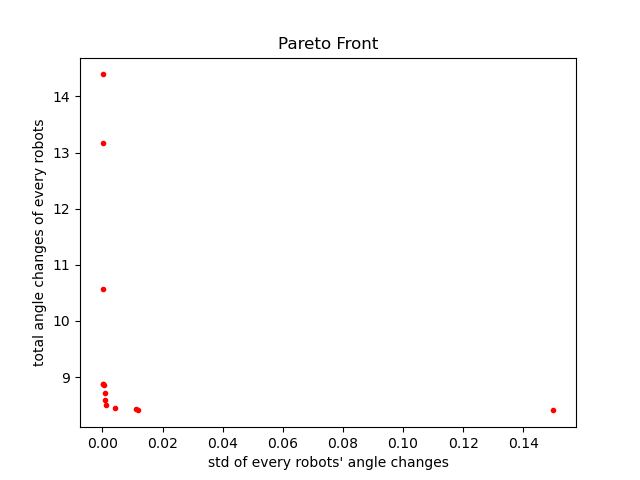 Pareto Front
total angle changes of every robots
14
13
12
11
10
9
0.00 0.02 0.04 0.06 0.08 0.10 0.12 0.14
std of every robots' angle changes